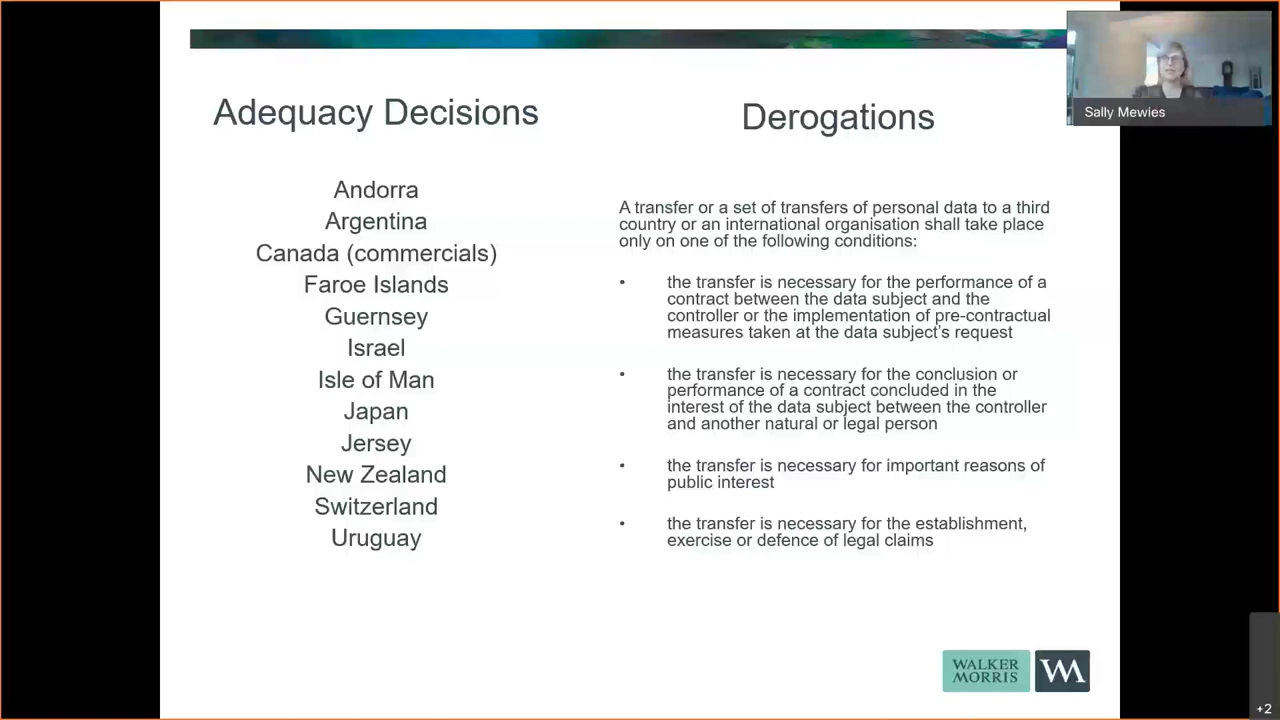 Adequacy Decisions
Andorra
Argentina
Canada (commercials)
Faroe Islands
Guernsey
Israel
Isle of Man
Japan
Jersey
New Zealand
Switzerland
Uruguay
Derogations
A transfer or a set of transfers of personal data to a third
country or an international organisation shall take place
only on one of the following conditions:
• the transfer is necessary for the performance of a
contract between the data subject and the
controller or the implementation of pre-contractual
measures taken at the data subject's request
• the transfer is necessary for the conclusion or
performance of a contract concluded in the
interest of the data subject between the controller
and another natural or legal person
• the transfer is necessary for important reasons of
public interest
• the transfer is necessary for the establishment,
exercise or defence of legal claims
Sally Mewies
WALKER
MORRIS
WM
+2